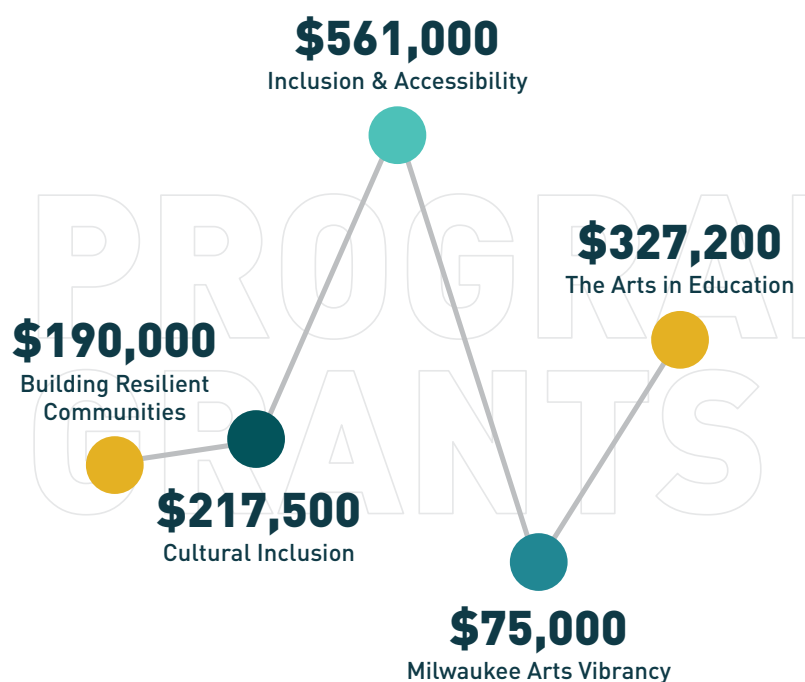 $561,000
Inclusion & Accessibility
PROGRAM
GRANTS
$327,200
The Arts in Education
$190,000
Building Resilient
Communities
$217,500
Cultural Inclusion
$75,000
Milwaukee Arts Vibrancy